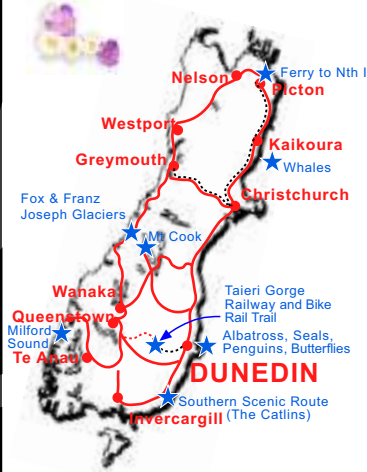 Nelson
Ferry to Nth I
Picton
Westport
Kaikoura
Greymouth
Whales
Christchurch
Fox & Franz
Joseph Glaciers
Mt Cook
Taieri Gorge
Railway and Bike
Rail Trail
Wanaka
Queenstown
Milford
Sound
Albatross, Seals,
Penguins, Butterflies
Te Anau
DUNEDIN
Southern Scenic Route
(The Catlins)
Invercargill